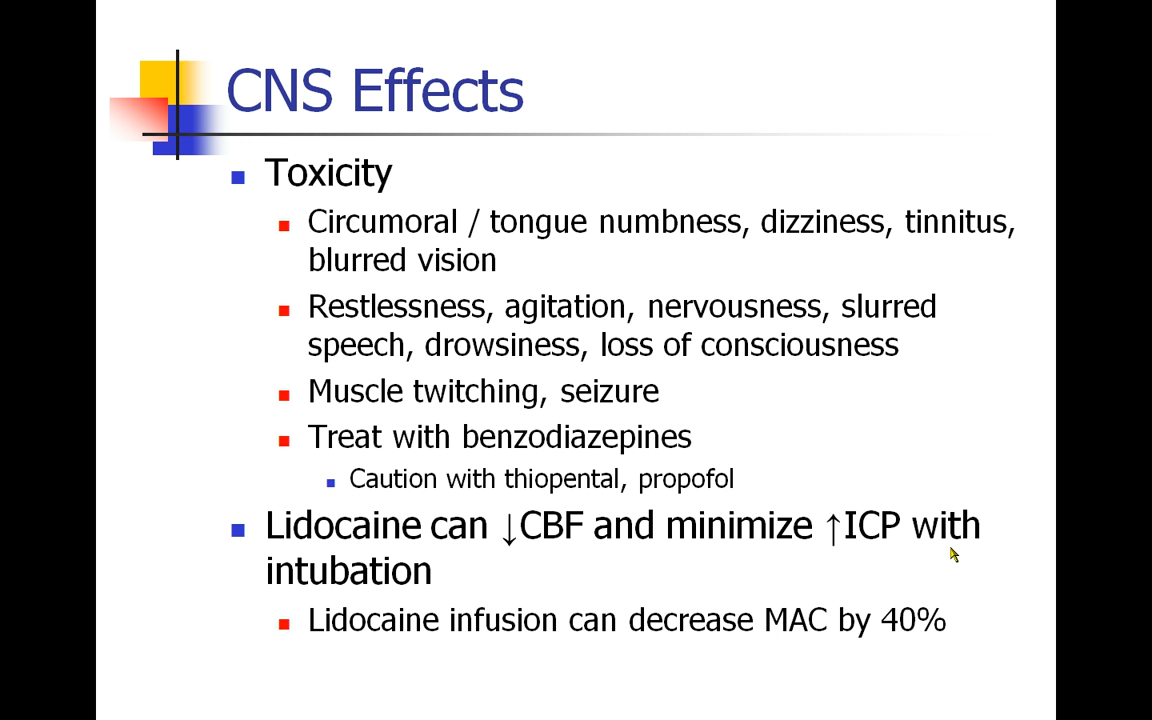 CNS Effects
Toxicity
Circumoral / tongue numbness, dizziness, tinnitus,
blurred vision
Restlessness, agitation, nervousness, slurred
speech, drowsiness, loss of consciousness
Muscle twitching, seizure
Treat with benzodiazepines
Caution with thiopental, propofol
Lidocaine can ↓CBF and minimize ↑ICP with
intubation
Lidocaine infusion can decrease MAC by 40%